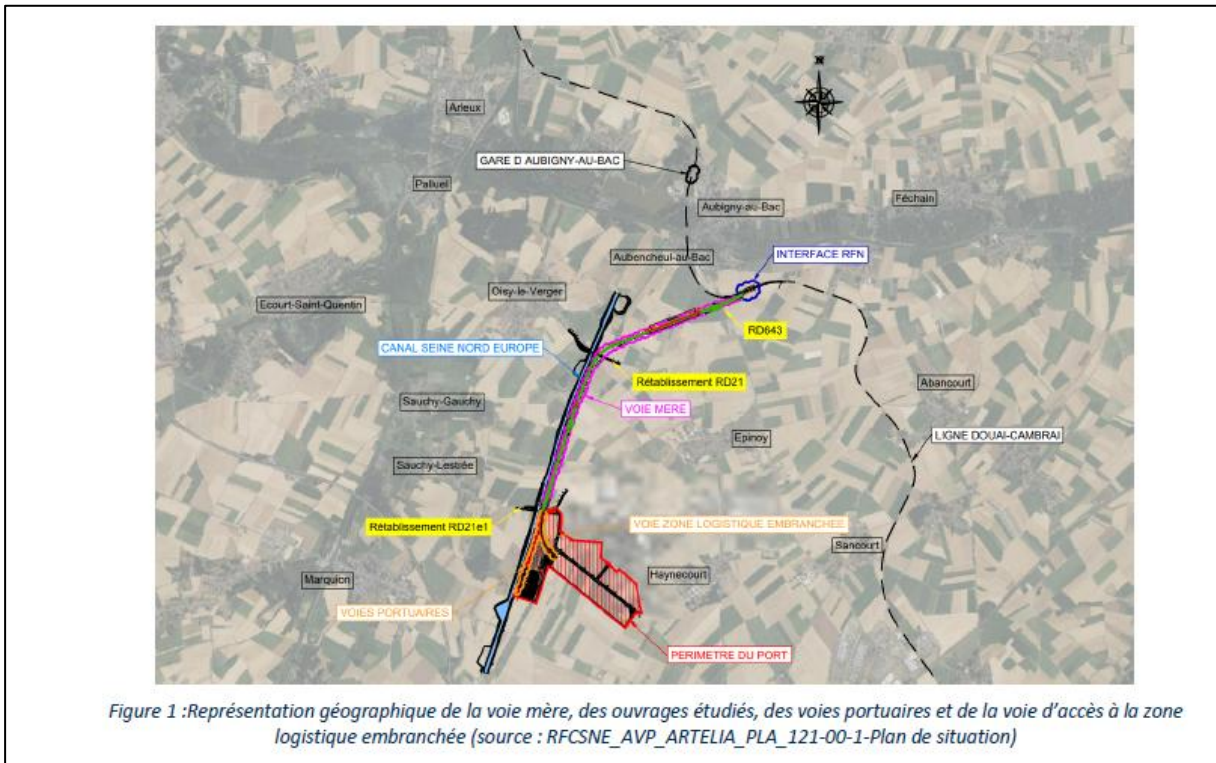 N
Arleux
GARE D AUBIGNY-AU-BAC
Palluel
Aubigny-au-Bac
Féchain
Aubencheul-au-Bac
INTERFACE RFN
Oisy-le-Verger
Ecourt-Saint-Quentin
RD643
CANAL SEINE NORD EUROPE
Rétablissement RD21
Abancourt
Sauchy-Gauchy
VOIE MERE
Epinoy
LIGNE DOUAI-CAMBRAI
Sauchy-Lestrée
Rétablissement RD21e1
VOIE ZONE LOGISTIQUE EMBRANCHEE
Sancourt
Marquion
Haynecourt
VOIES PORTUAIRES
PERIMETRE DU PORT
Figure 1 :Représentation géographique de la voie mère, des ouvrages étudiés, des voies portuaires et de la voie d'accès à la zone
logistique embranchée (source : RFCSNE_AVP_ARTELIA_PLA_121-00-1-Plan de situation)